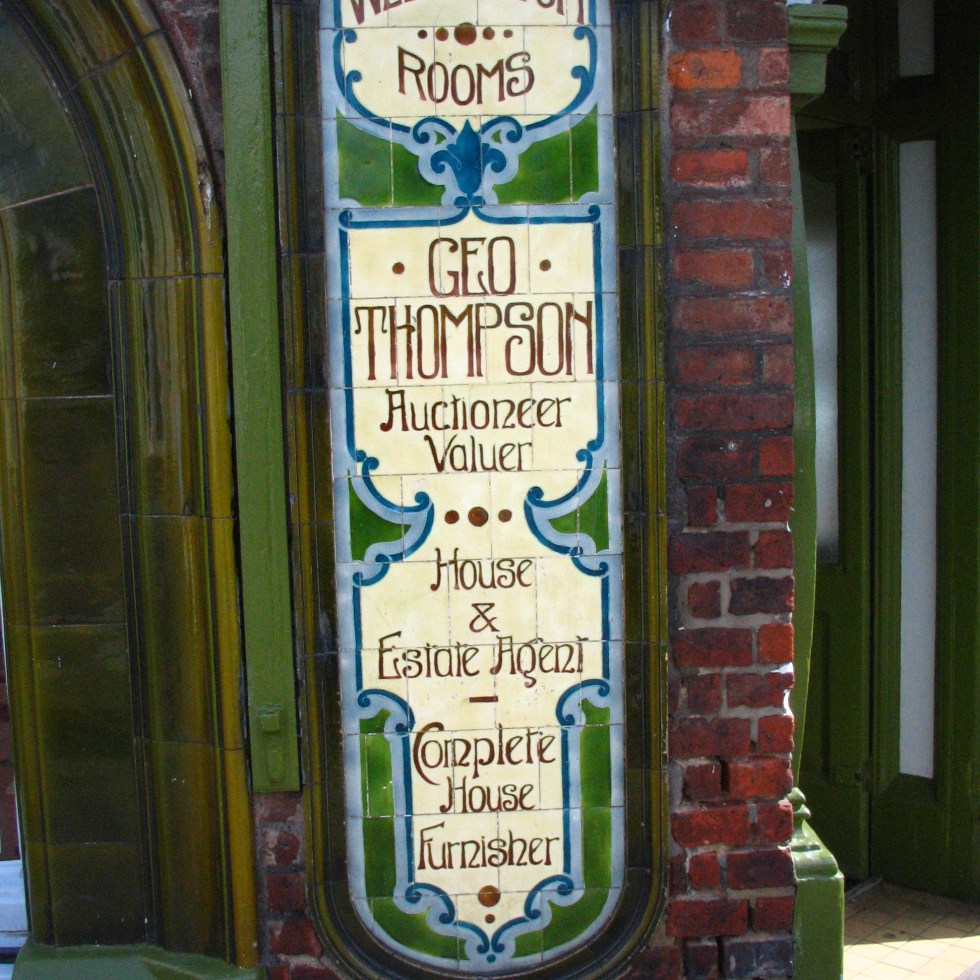 ROOMS
GEO
THOMPSON
Auctioneer
Valuer
House
&
Estate Agent
Complete
House
Furnisher